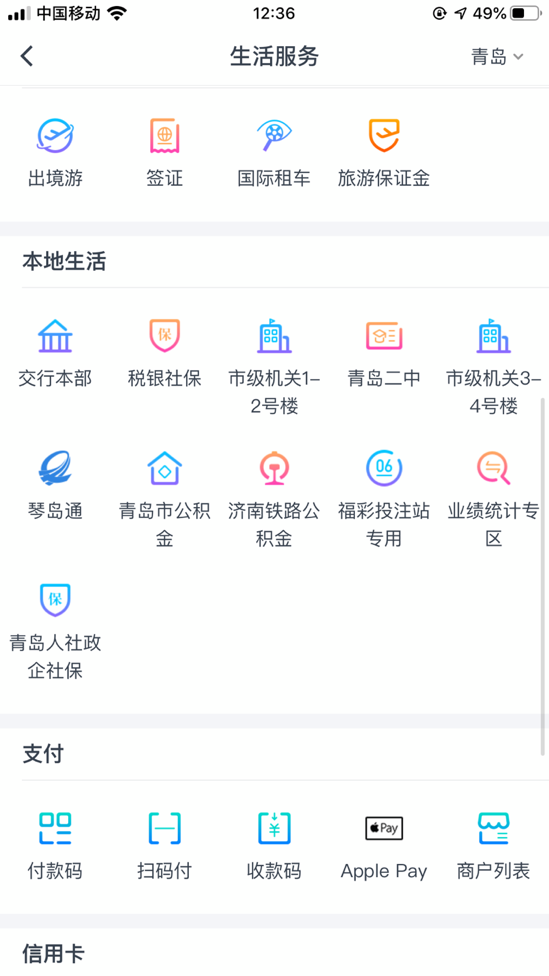 中国移动 12:36 49%
生活服务 青岛
出境游 签证 国际租车 旅游保证金
本地生活
保
交行本部 税银社保 市级机关1-2号楼 青岛二中 市级机关3-4号楼
06
琴岛通 青岛市公积金 济南铁路公积金 福彩投注站专用 业绩统计专区
保
青岛人社政企社保
支付
¥ Pay
付款码 扫码付 收款码 Apple Pay 商户列表
信用卡